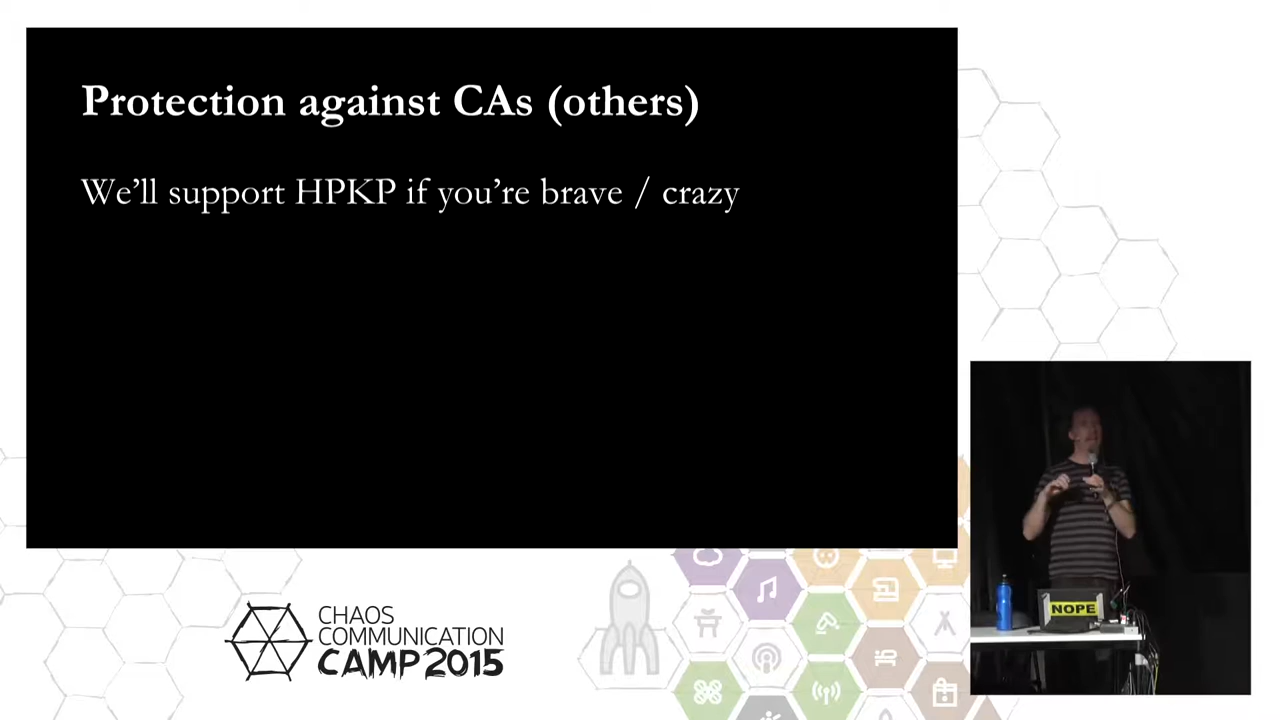 Protection against CAs (others)
We'll support HPKP if you're brave / crazy
NOPE
CHAOS
COMMUNICATION
CAMP 2015